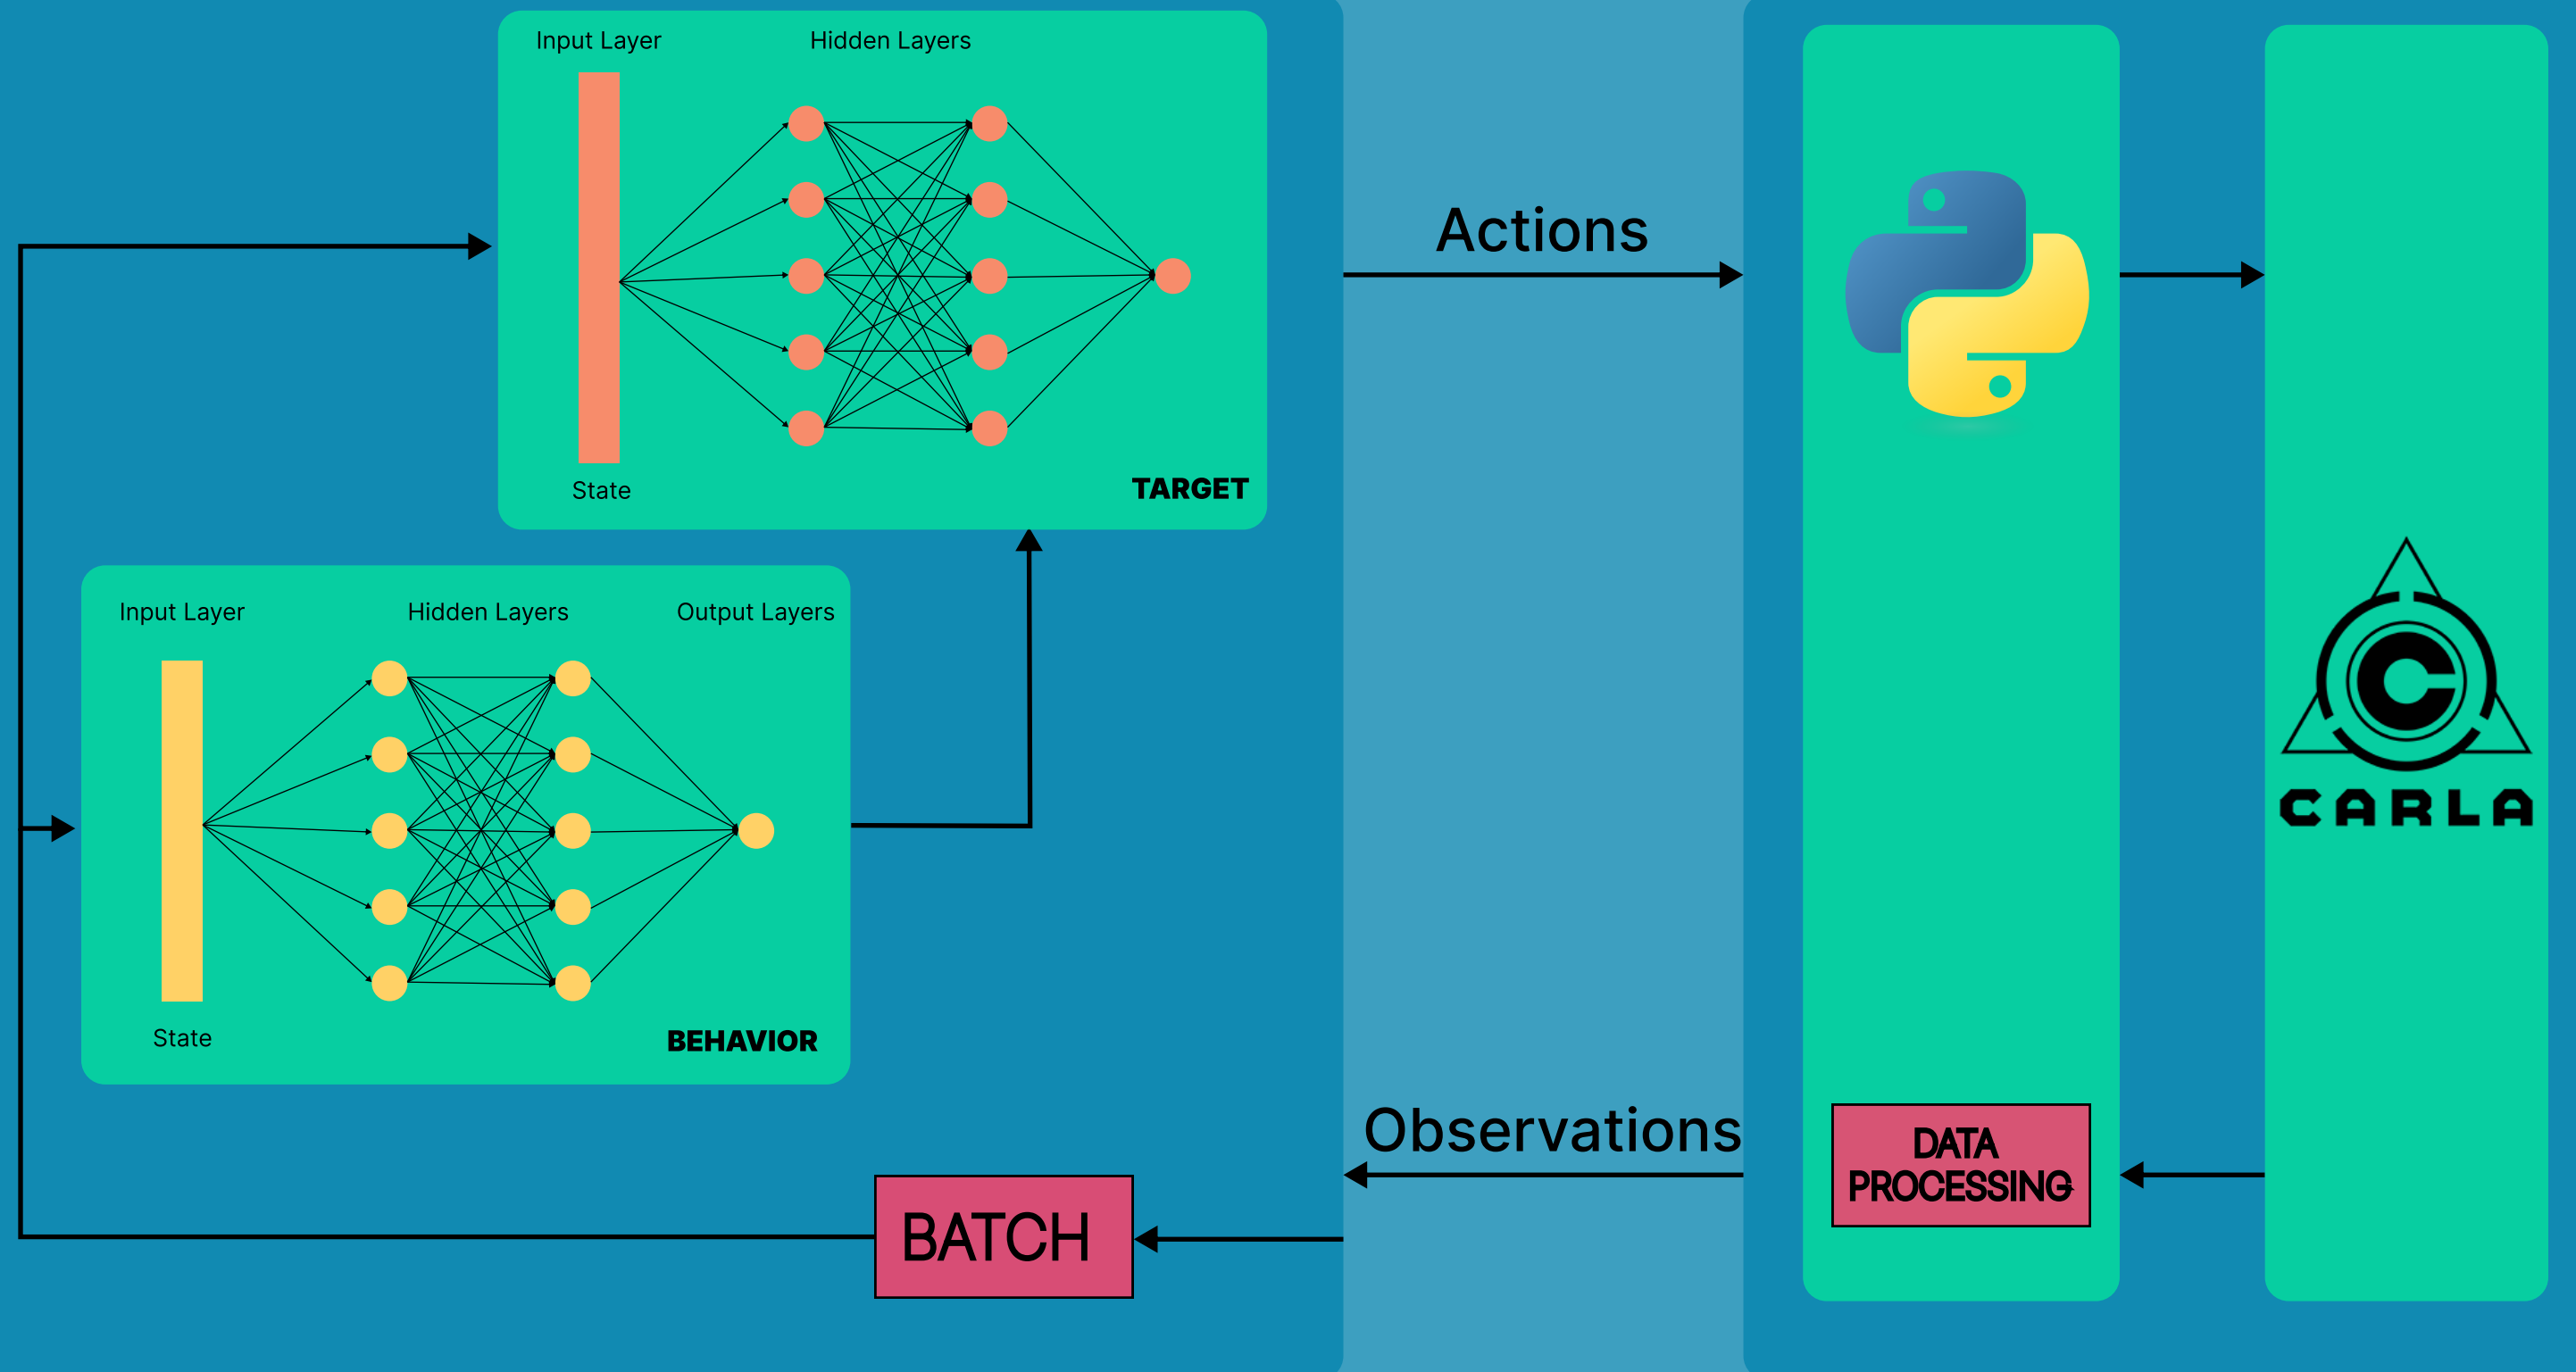 Input Layer
Hidden Layers
State
TARGET
Input Layer
Hidden Layers
Output Layers
State
BEHAVIOR
BATCH
Actions
Observations
DATA
PROCESSING
CARLA